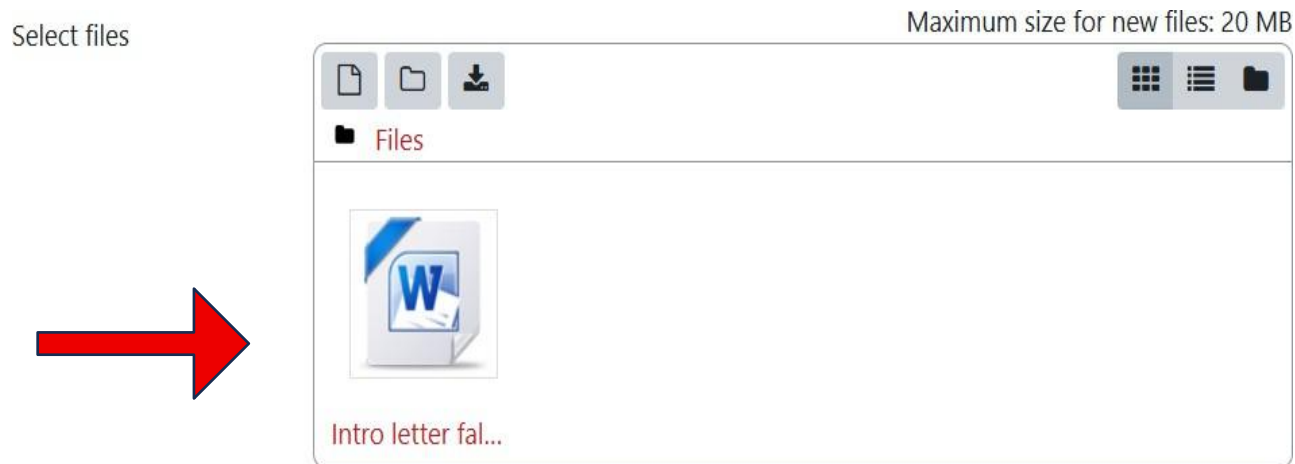 Maximum size for new files: 20 MB
Select files
Files
W
Intro letter fal...